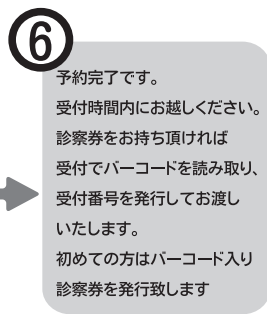 ⑥
予約完了です。
受付時間内にお越しください。
診察券をお持ち頂ければ
受付でバーコードを読み取り、
受付番号を発行してお渡し
いたします。
初めての方はバーコード入り
診察券を発行致します